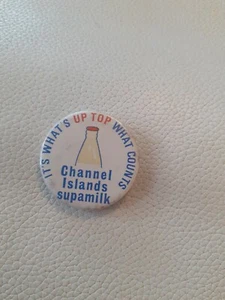 IT'S WHAT'S UP TOP WHAT COUNTS
Channel
Islands
supamilk